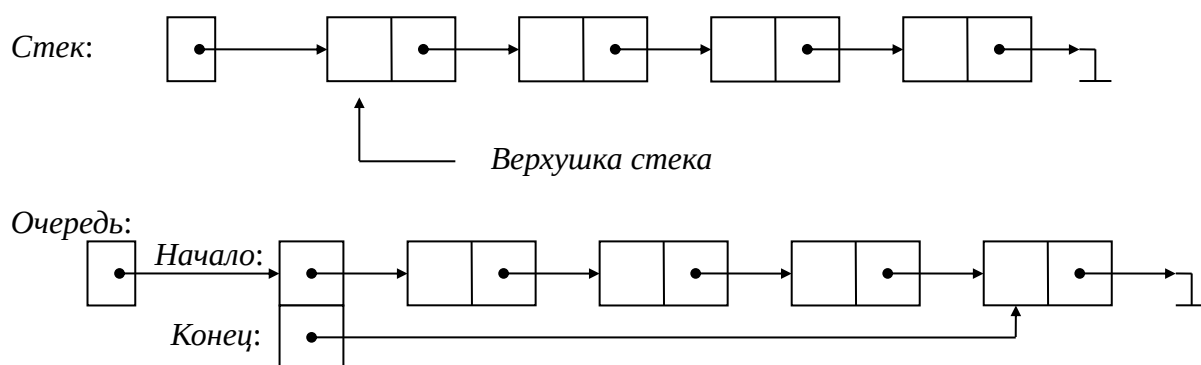 Стек:
Верхушка стека
Очередь:
Начало:
Конец: